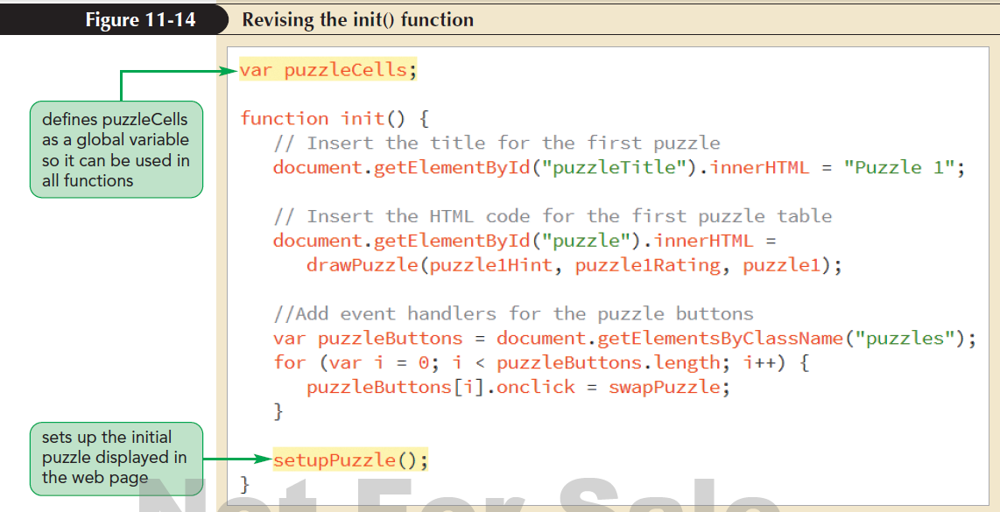 Figure 11-14 Revising the init() function
var puzzleCells;
defines puzzleCells
as a global variable
so it can be used in
all functions
function init() {
// Insert the title for the first puzzle
document.getElementById("puzzleTitle").innerHTML = "Puzzle 1";
// Insert the HTML code for the first puzzle table
document.getElementById("puzzle").innerHTML =
drawPuzzle(puzzle1Hint, puzzle1Rating, puzzle1);
//Add event handlers for the puzzle buttons
var puzzleButtons = document.getElementsByClassName("puzzles");
for (var i = 0; i < puzzleButtons.length; i++) {
puzzleButtons[i].onclick = swapPuzzle;
}
sets up the initial
puzzle displayed in
the web page
setupPuzzle();
}
Not For Sale